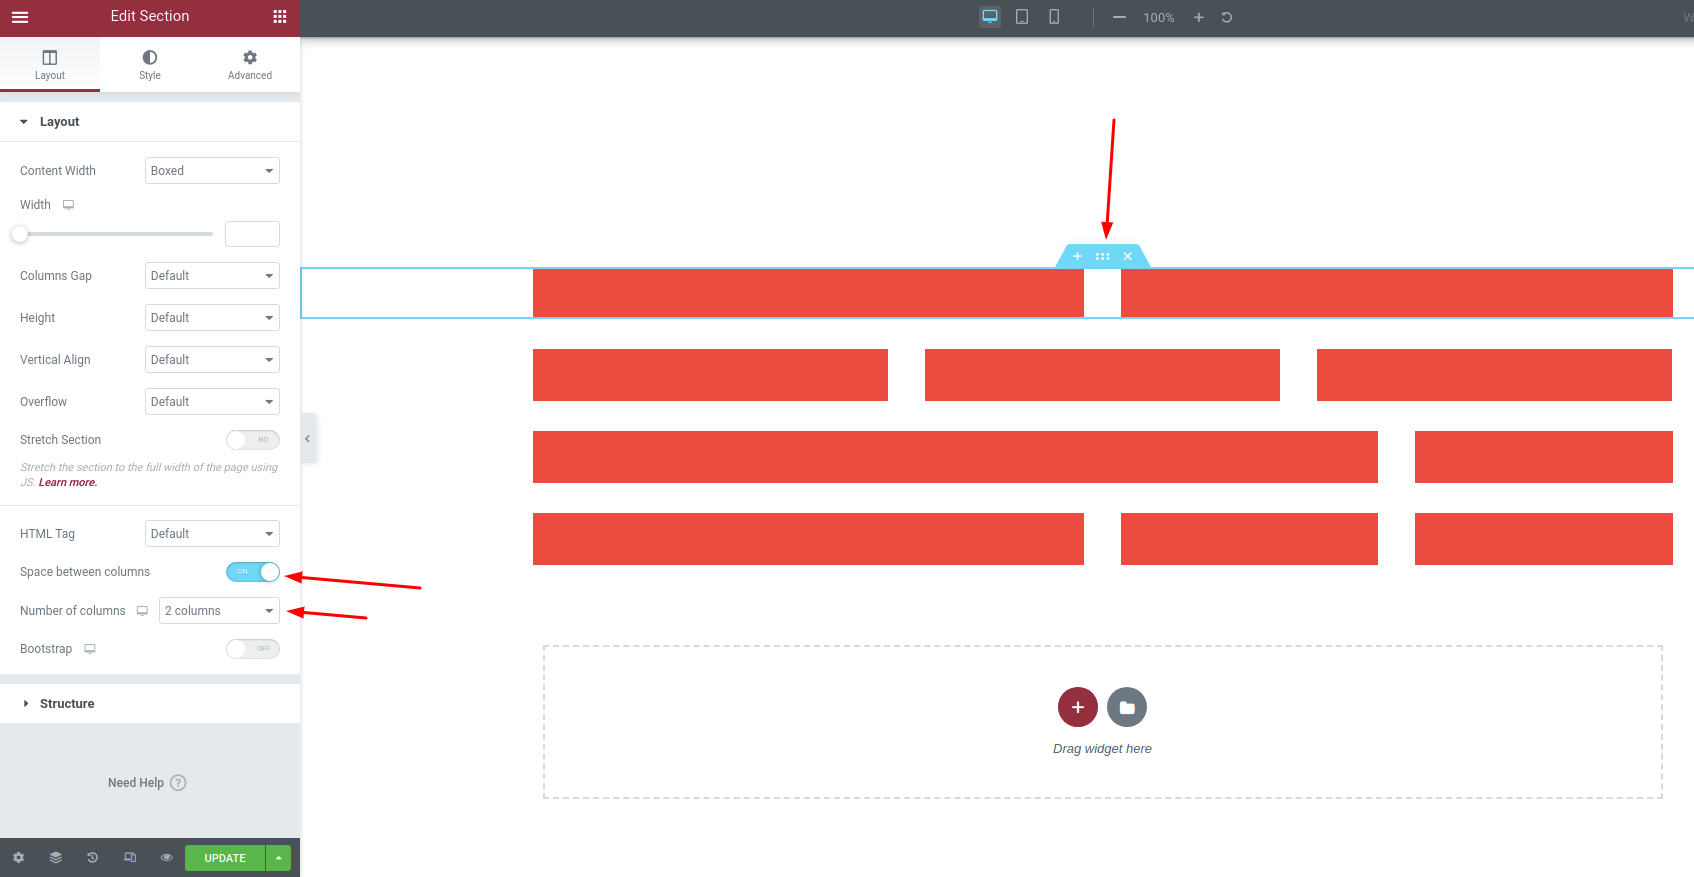 Edit Section
100%
W
Layout
Style
Advanced
Layout
Content Width
Boxed
Width
Columns Gap
Default
Height
Default
Vertical Align
Default
Overflow
Default
Stretch Section
NO
Stretch the section to the full width of the page using
JS. Learn more.
HTML Tag
Default
Space between columns
ON
Number of columns
2 columns
Bootstrap
OFF
Structure
Need Help
?
UPDATE
Drag widget here